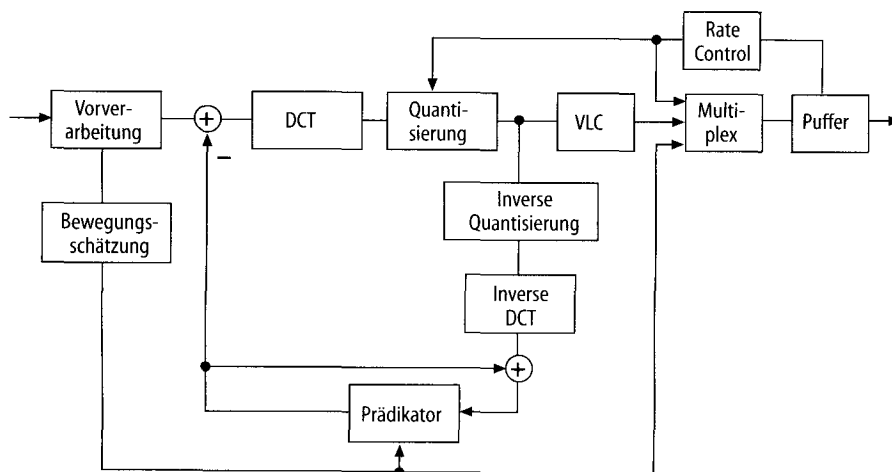 Rate
Control
Vorver-
arbeitung
+
DCT
Quanti-
sierung
VLC
Multi-
plex
Puffer
–
Bewegungs-
schätzung
Inverse
Quantisierung
Inverse
DCT
+
Prädikator